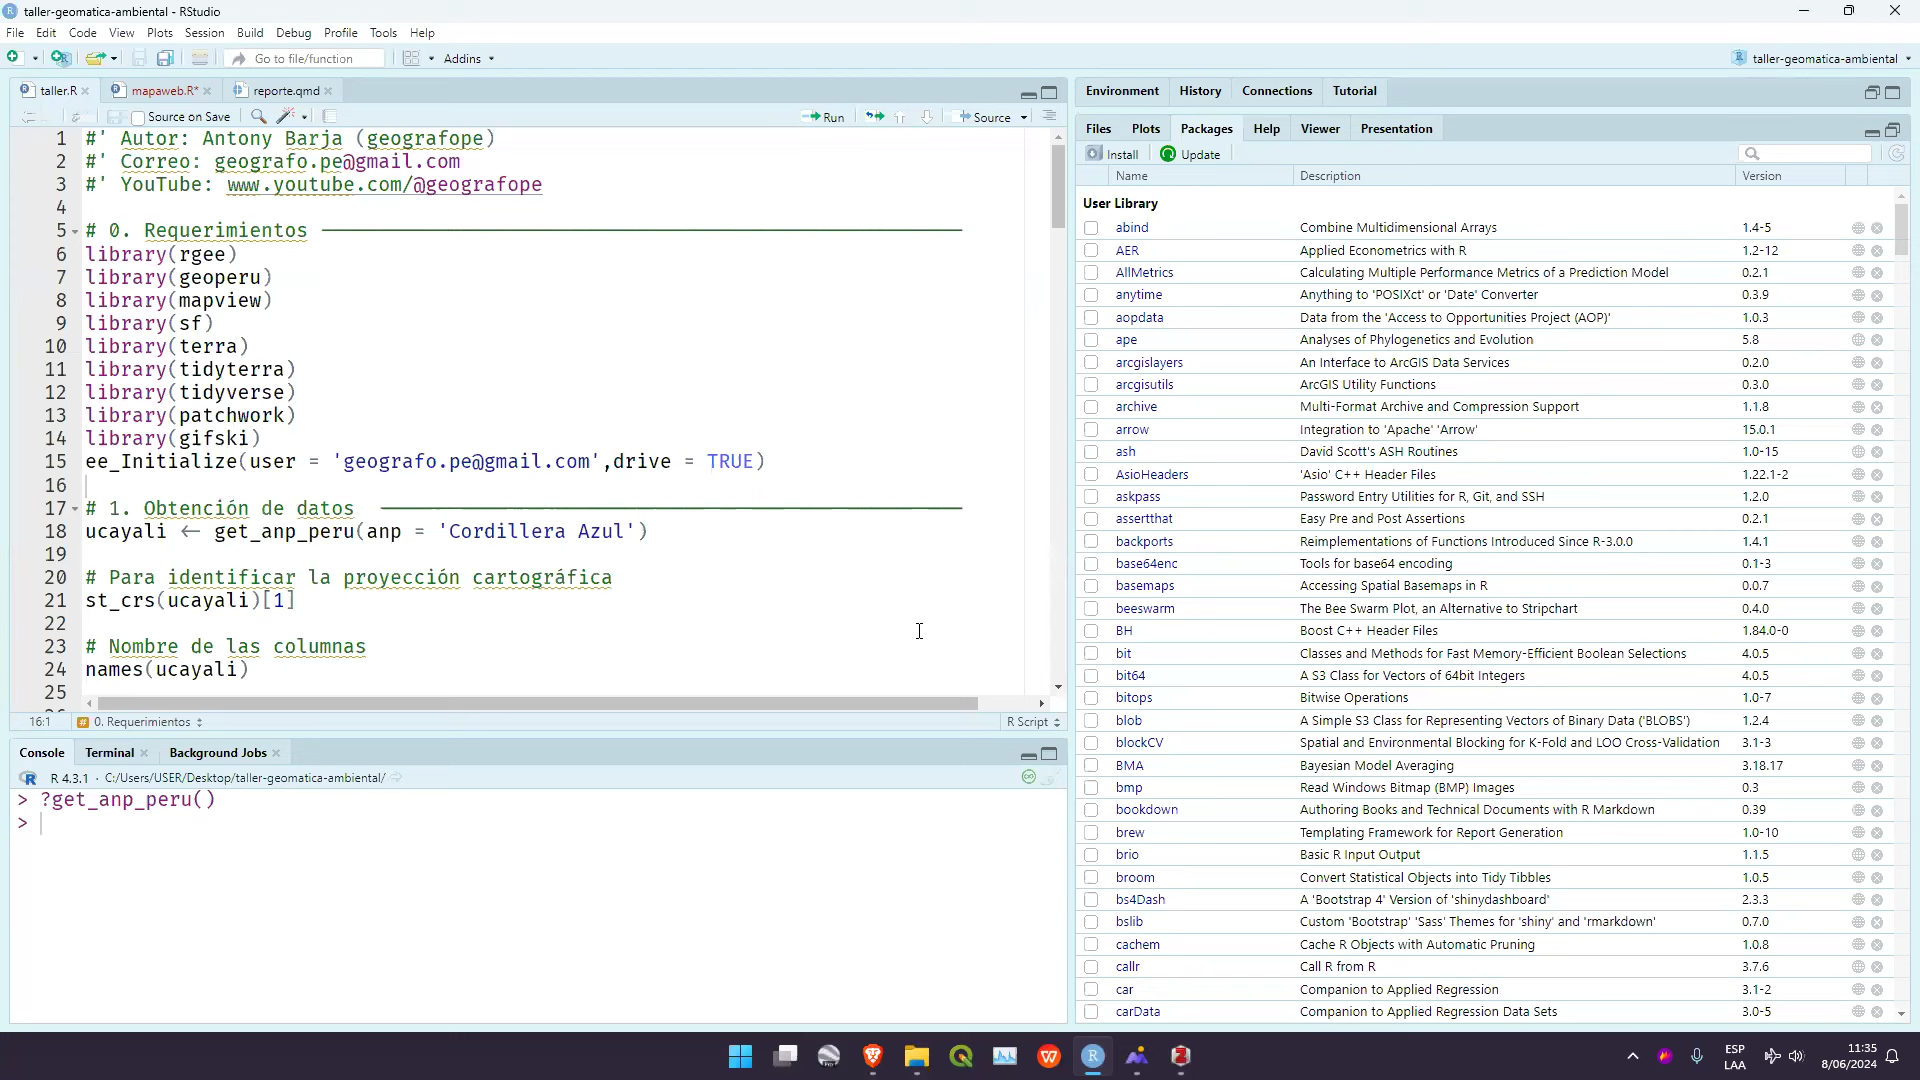 taller-geomatica-ambiental - RStudio
File Edit Code View Plots Session Build Debug Profile Tools Help
Go to file/function Addins taller-geomatica-ambiental
taller.R mapaweb.R* reporte.qmd
Source on Save Run Source
1 #' Autor: Antony Barja (geografope)
2 #' Correo: geografo.pe@gmail.com
3 #' YouTube: www.youtube.com/@geografope
4
5 # 0. Requerimientos
6 library(rgee)
7 library(geoperu)
8 library(mapview)
9 library(sf)
10 library(terra)
11 library(tidyterra)
12 library(tidyverse)
13 library(patchwork)
14 library(gifski)
15 ee_Initialize(user = 'geografo.pe@gmail.com',drive = TRUE)
16
17 # 1. Obtención de datos
18 ucayali <- get_anp_peru(anp = 'Cordillera Azul')
19
20 # Para identificar la proyección cartográfica
21 st_crs(ucayali)[1]
22
23 # Nombre de las columnas
24 names(ucayali)
25
16:1 # 0. Requerimientos R Script
Console Terminal Background Jobs
R 4.3.1 · C:/Users/USER/Desktop/taller-geomatica-ambiental/
> ?get_anp_peru()
>
Environment History Connections Tutorial
Files Plots Packages Help Viewer Presentation
Install Update
Name Description Version
User Library
abind Combine Multidimensional Arrays 1.4-5
AER Applied Econometrics with R 1.2-12
AllMetrics Calculating Multiple Performance Metrics of a Prediction Model 0.2.1
anytime Anything to 'POSIXct' or 'Date' Converter 0.3.9
aopdata Data from the 'Access to Opportunities Project (AOP)' 1.0.3
ape Analyses of Phylogenetics and Evolution 5.8
arcgislayers An Interface to ArcGIS Data Services 0.2.0
arcgisutils ArcGIS Utility Functions 0.3.0
archive Multi-Format Archive and Compression Support 1.1.8
arrow Integration to 'Apache' 'Arrow' 15.0.1
ash David Scott's ASH Routines 1.0-15
AsioHeaders 'Asio' C++ Header Files 1.22.1-2
askpass Password Entry Utilities for R, Git, and SSH 1.2.0
assertthat Easy Pre and Post Assertions 0.2.1
backports Reimplementations of Functions Introduced Since R-3.0.0 1.4.1
base64enc Tools for base64 encoding 0.1-3
basemaps Accessing Spatial Basemaps in R 0.0.7
beeswarm The Bee Swarm Plot, an Alternative to Stripchart 0.4.0
BH Boost C++ Header Files 1.84.0-0
bit Classes and Methods for Fast Memory-Efficient Boolean Selections 4.0.5
bit64 A S3 Class for Vectors of 64bit Integers 4.0.5
bitops Bitwise Operations 1.0-7
blob A Simple S3 Class for Representing Vectors of Binary Data ('BLOBS') 1.2.4
blockCV Spatial and Environmental Blocking for K-Fold and LOO Cross-Validation 3.1-3
BMA Bayesian Model Averaging 3.18.17
bmp Read Windows Bitmap (BMP) Images 0.3
bookdown Authoring Books and Technical Documents with R Markdown 0.39
brew Templating Framework for Report Generation 1.0-10
brio Basic R Input Output 1.1.5
broom Convert Statistical Objects into Tidy Tibbles 1.0.5
bs4Dash A 'Bootstrap 4' Version of 'shinydashboard' 2.3.3
bslib Custom 'Bootstrap' 'Sass' Themes for 'shiny' and 'rmarkdown' 0.7.0
cachem Cache R Objects with Automatic Pruning 1.0.8
callr Call R from R 3.7.6
car Companion to Applied Regression 3.1-2
carData Companion to Applied Regression Data Sets 3.0-5
ESP
LAA
11:35
8/06/2024